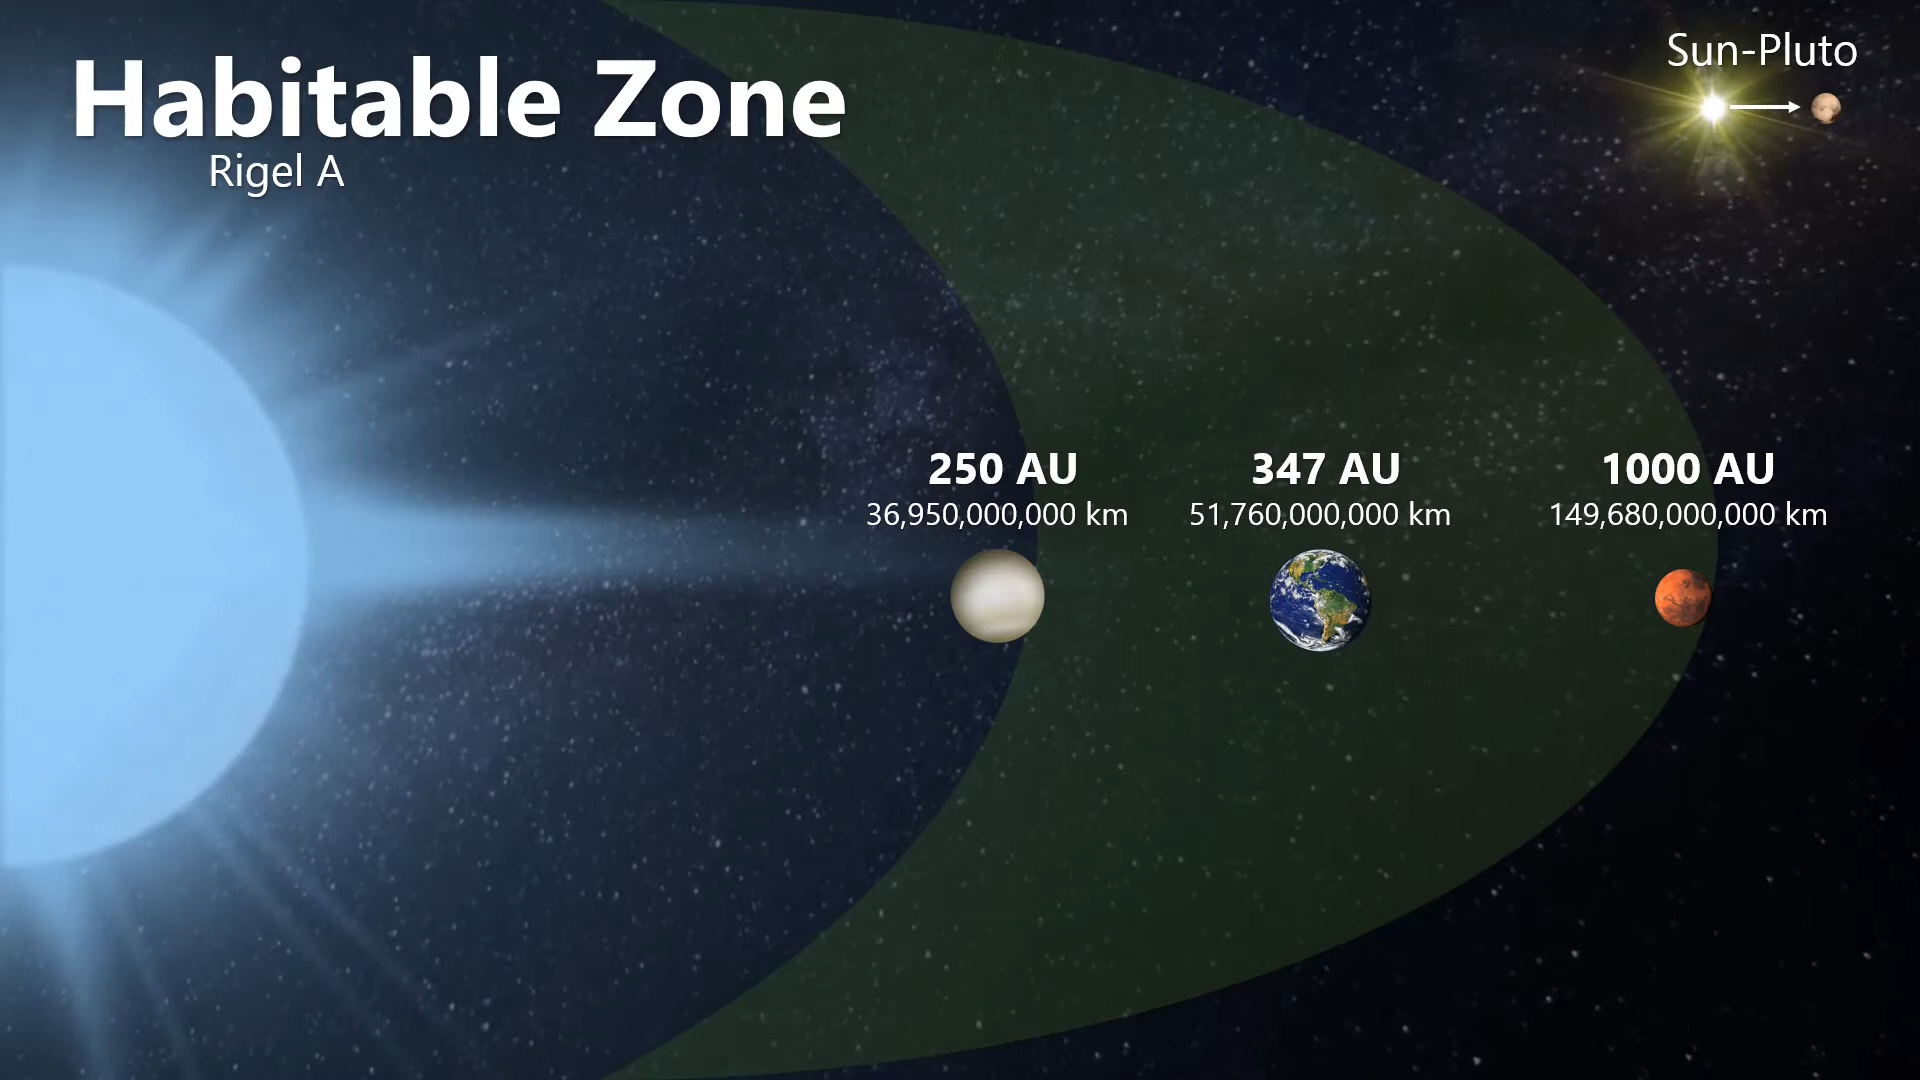 Habitable Zone
Rigel A
Sun-Pluto
250 AU
36,950,000,000 km
347 AU
51,760,000,000 km
1000 AU
149,680,000,000 km